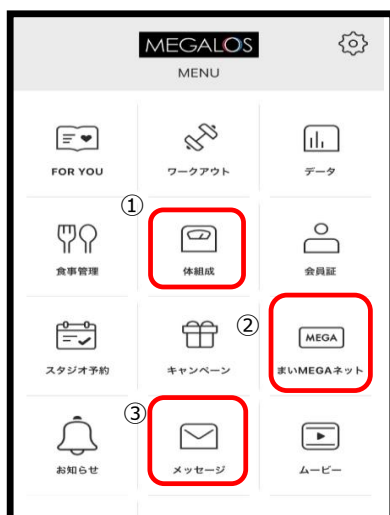 MEGALOS
MENU
FOR YOU
ワークアウト
データ
①
食事管理
体組成
会員証
②
スタジオ予約
キャンペーン
MEGA
まいMEGAネット
③
お知らせ
メッセージ
ムービー